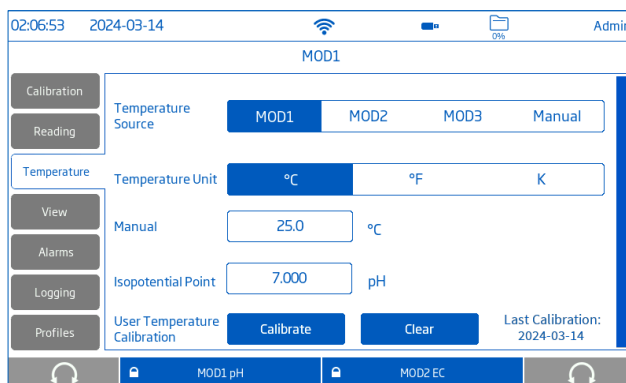 02:06:53 2024-03-14 0% Admin
MOD1
Calibration
Reading
Temperature
View
Alarms
Logging
Profiles
Temperature Source MOD1 MOD2 MOD3 Manual
Temperature Unit °C °F K
Manual 25.0 °C
Isopotential Point 7.000 pH
User Temperature Calibration Calibrate Clear Last Calibration: 2024-03-14
MOD1 pH MOD2 EC